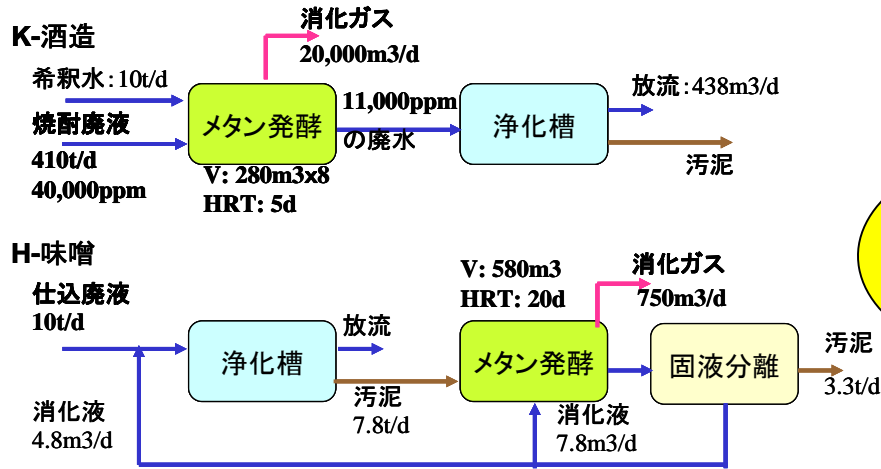 K-酒造
消化ガス
20,000m3/d
希釈水：10t/d
焼酎廃液
410t/d
40,000ppm
メタン発酵
V: 280m3x8
HRT: 5d
11,000ppm
の廃水
浄化槽
放流：438m3/d
汚泥
H-味噌
仕込廃液
10t/d
浄化槽
放流
汚泥
7.8t/d
V: 580m3
HRT: 20d
消化ガス
750m3/d
メタン発酵
固液分離
汚泥
3.3t/d
消化液
4.8m3/d
消化液
7.8m3/d